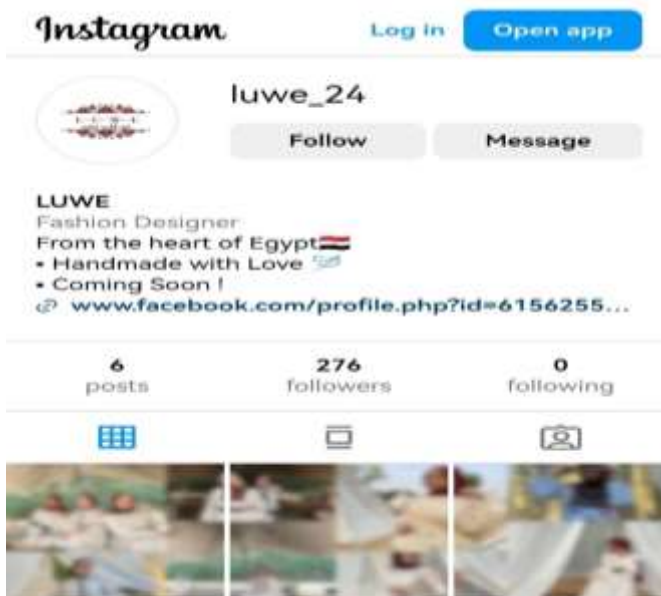 Instagram
Log in
Open app
luwe_24
Follow
Message
LUWE
Fashion Designer
From the heart of Egypt🇪🇬
• Handmade with Love 🪡
• Coming Soon !
www.facebook.com/profile.php?id=6156255...
6 276 0
posts followers following